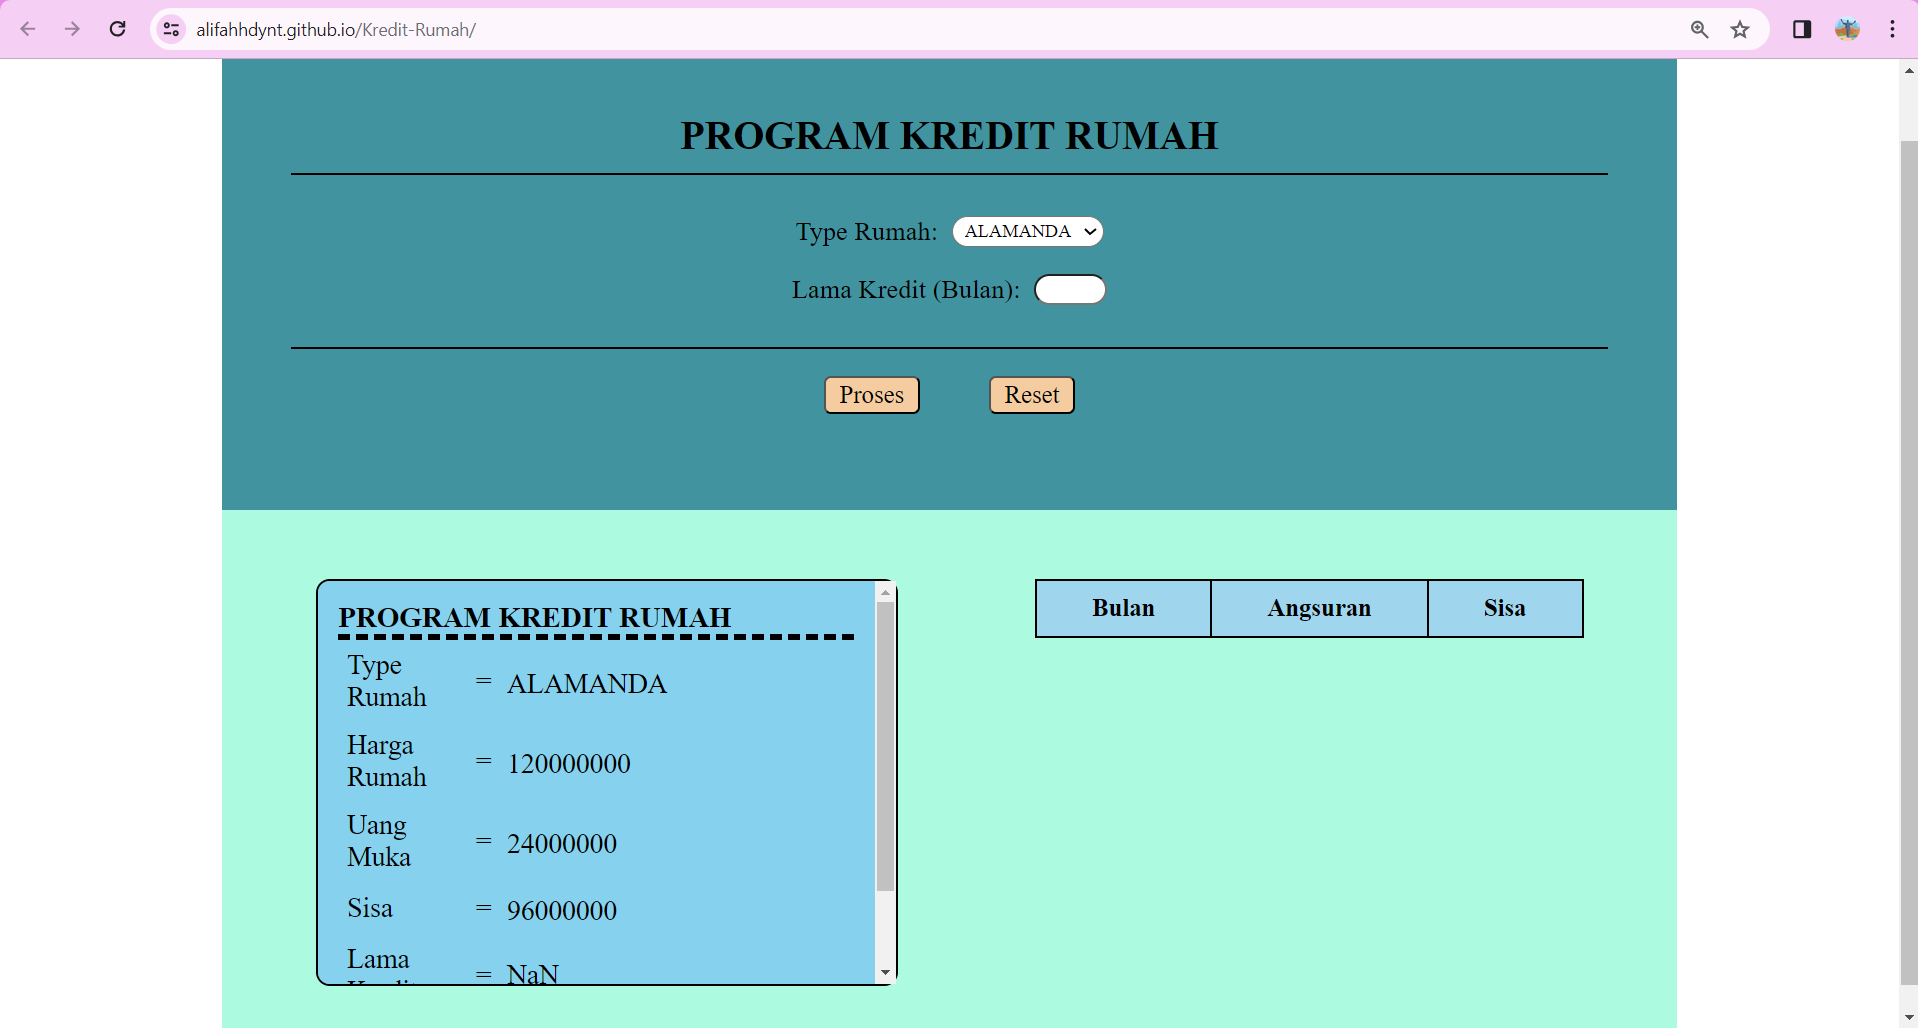 alifahhdynt.github.io/Kredit-Rumah/
PROGRAM KREDIT RUMAH
Type Rumah: ALAMANDA
Lama Kredit (Bulan):
Proses Reset
PROGRAM KREDIT RUMAH
Type Rumah = ALAMANDA
Harga Rumah = 120000000
Uang Muka = 24000000
Sisa = 96000000
Lama = NaN
Bulan Angsuran Sisa